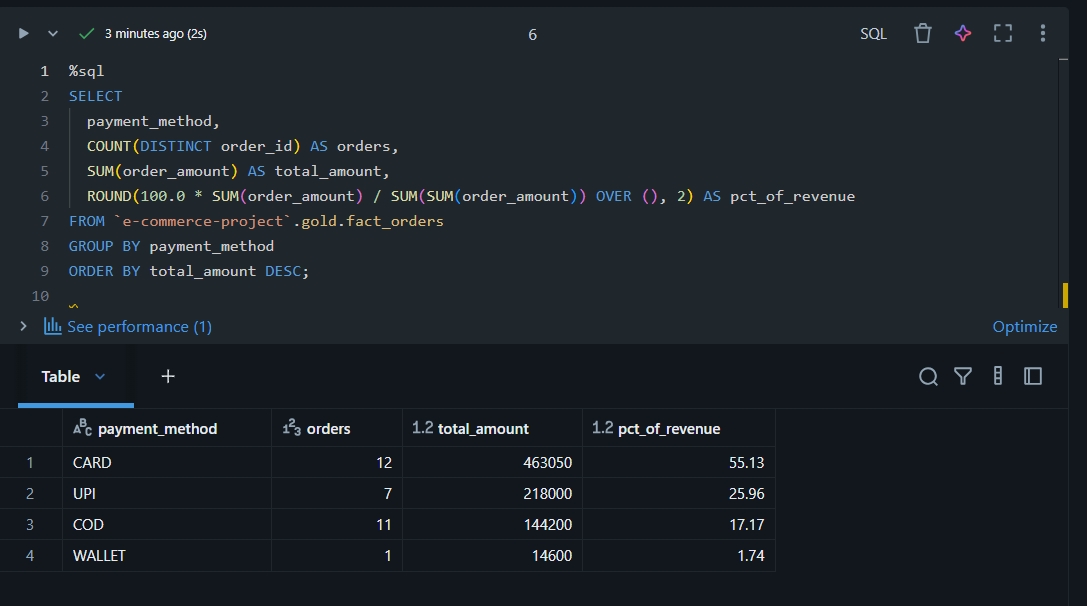 3 minutes ago (2s)
6
SQL
1 %sql
2 SELECT
3 payment_method,
4 COUNT(DISTINCT order_id) AS orders,
5 SUM(order_amount) AS total_amount,
6 ROUND(100.0 * SUM(order_amount) / SUM(SUM(order_amount)) OVER (), 2) AS pct_of_revenue
7 FROM `e-commerce-project`.gold.fact_orders
8 GROUP BY payment_method
9 ORDER BY total_amount DESC;
10
See performance (1) Optimize
Table +
ABC payment_method 123 orders 1.2 total_amount 1.2 pct_of_revenue
1 CARD 12 463050 55.13
2 UPI 7 218000 25.96
3 COD 11 144200 17.17
4 WALLET 1 14600 1.74